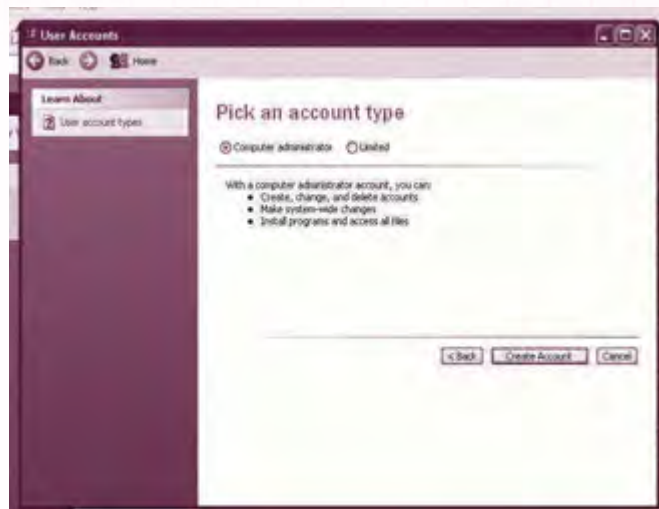 User Accounts
Back Home
Learn About
User account types
Pick an account type
Computer administrator Limited
With a computer administrator account, you can:
Create, change, and delete accounts
Make system-wide changes
Install programs and access all files
< Back Create Account Cancel